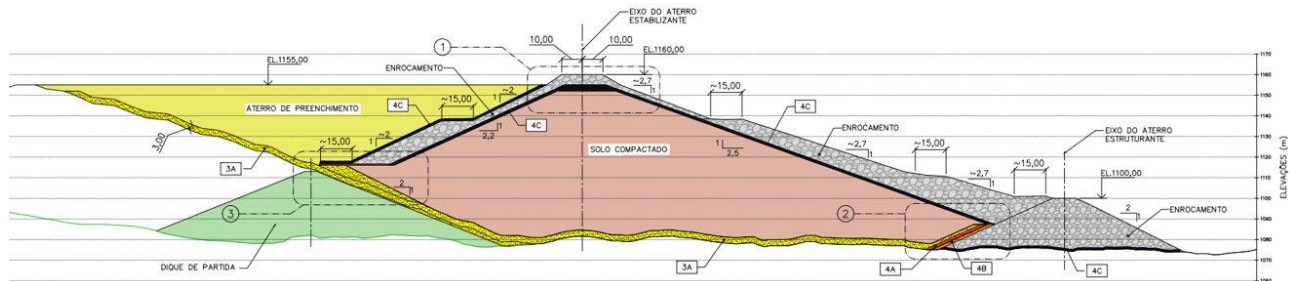 EIXO DO ATERRO
ESTABILIZANTE
10,00
10,00
1
EL.1155,00
EL.1160,00
ENROCAMENTO
~2
1
~2,7
1
~15,00
ATERRO DE PREENCHIMENTO
4C
~15,00
4C
4C
1
~2
1
2,2
ENROCAMENTO
EIXO DO ATERRO
ESTRUTURANTE
3,00
~15,00
SOLO COMPACTADO
1
2,5
~2,7
1
~15,00
~15,00
3A
~2,7
1
EL.1100,00
2
1
3
2
2
1
ENROCAMENTO
DIQUE DE PARTIDA
3A
4A
4B
4C
1170
1160
1150
1140
1130
1120
1110
1100
1090
1080
1070
1060
ELEVAÇÕES (m)